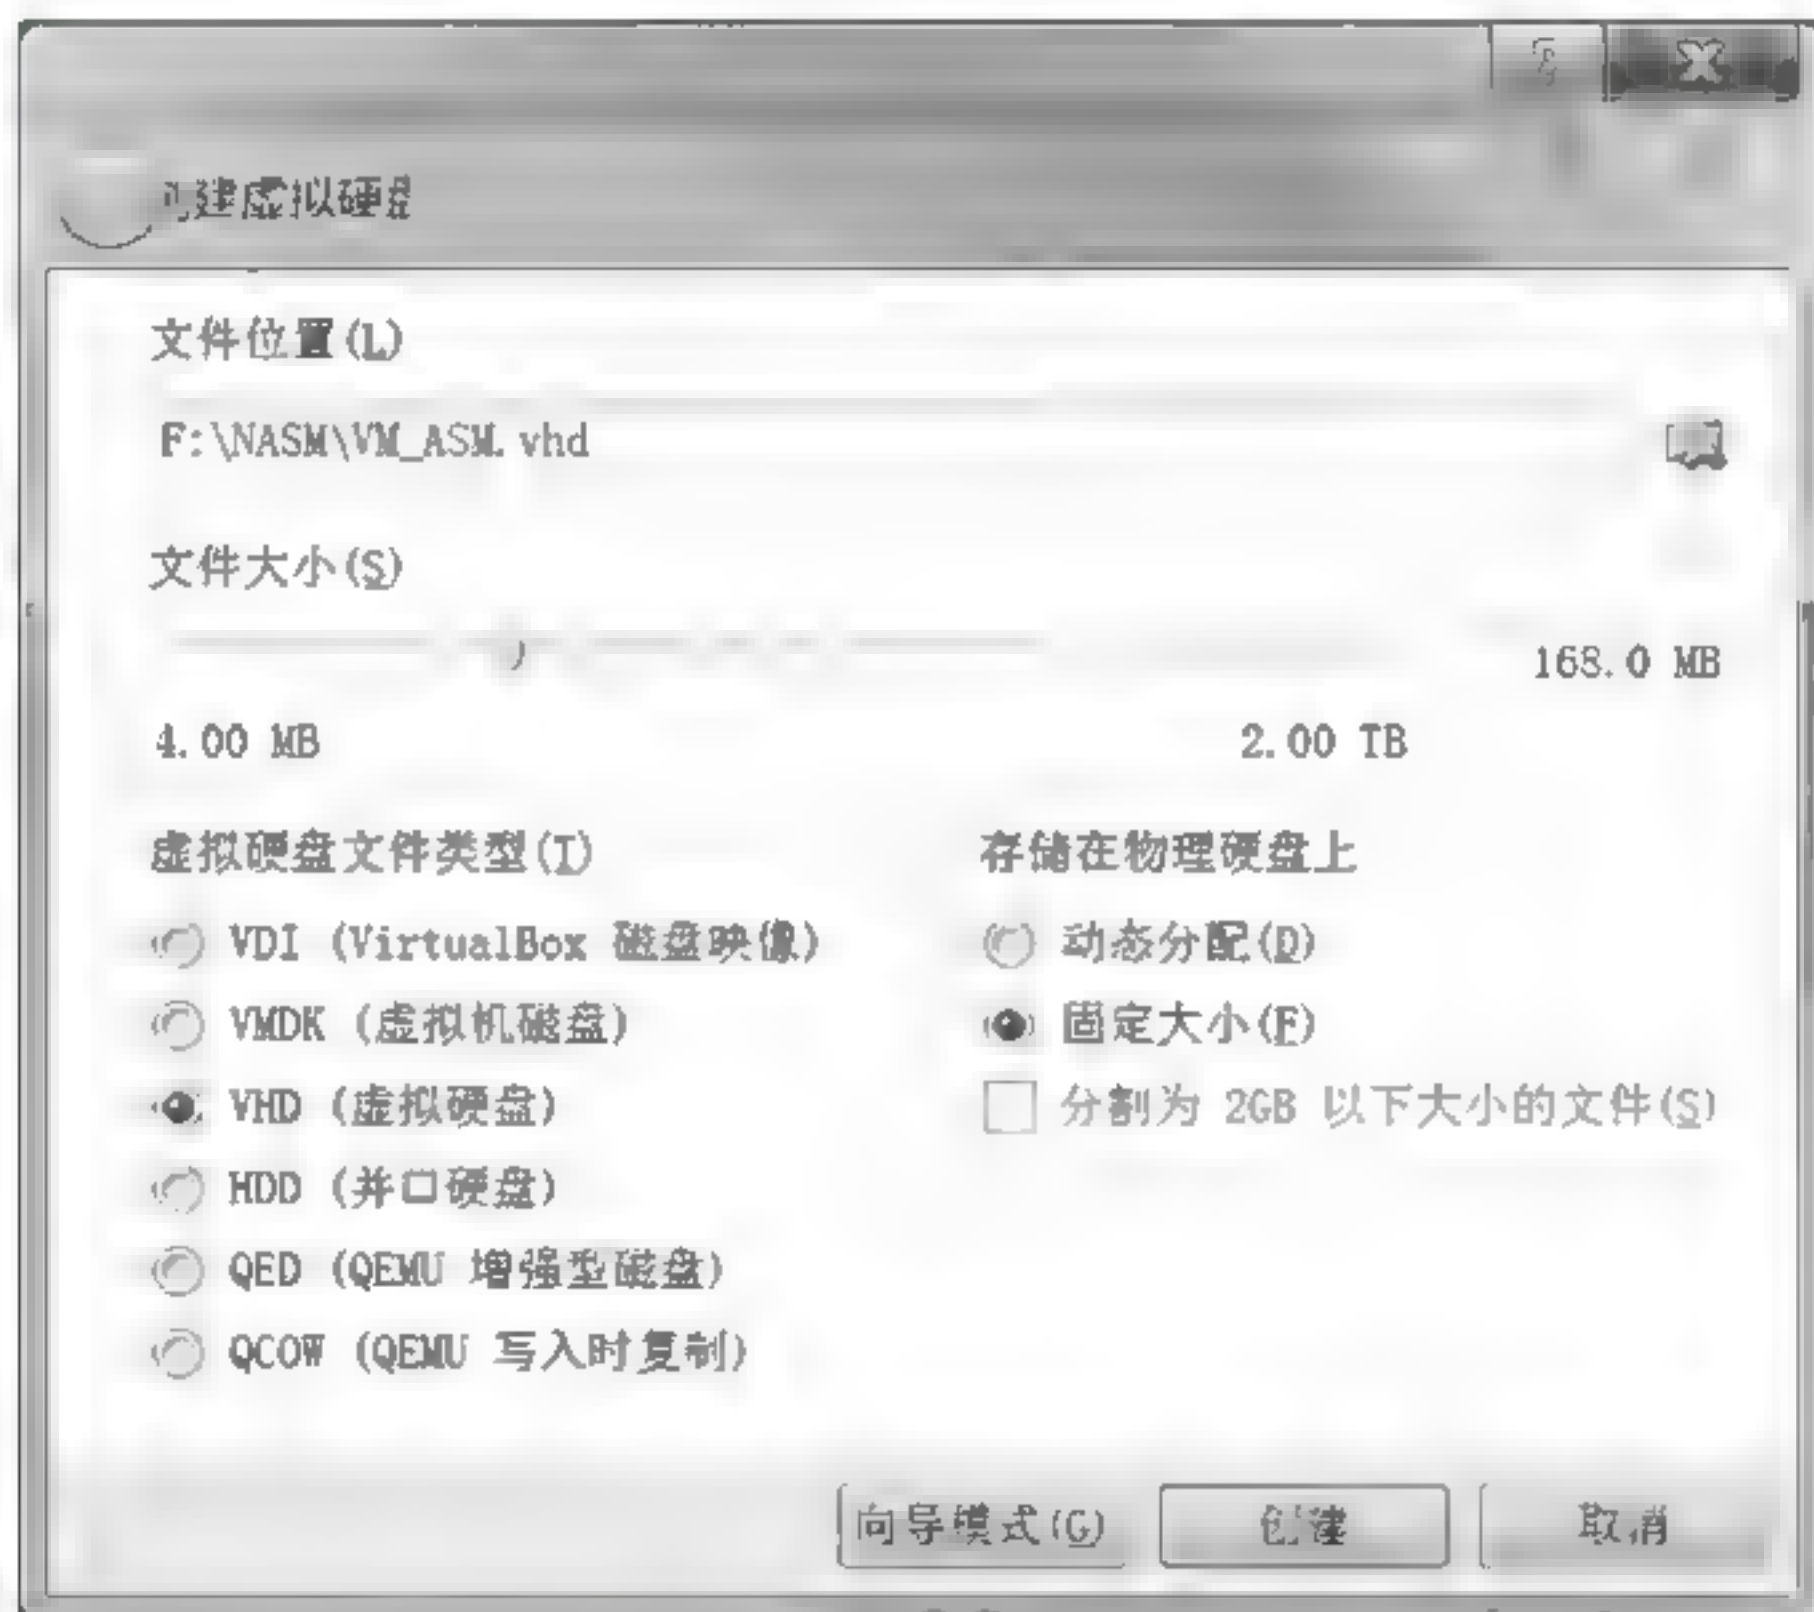 创建虚拟硬盘
文件位置(L)
F:\NASM\VM_ASM.vhd
文件大小(S)
168.0 MB
4.00 MB 2.00 TB
虚拟硬盘文件类型(T) 存储在物理硬盘上
VDI (VirtualBox 磁盘映像) 动态分配(D)
VMDK (虚拟机磁盘) 固定大小(F)
VHD (虚拟硬盘) 分割为 2GB 以下大小的文件(S)
HDD (并口硬盘)
QED (QEMU 增强型磁盘)
QCOW (QEMU 写入时复制)
向导模式(G) 创建 取消